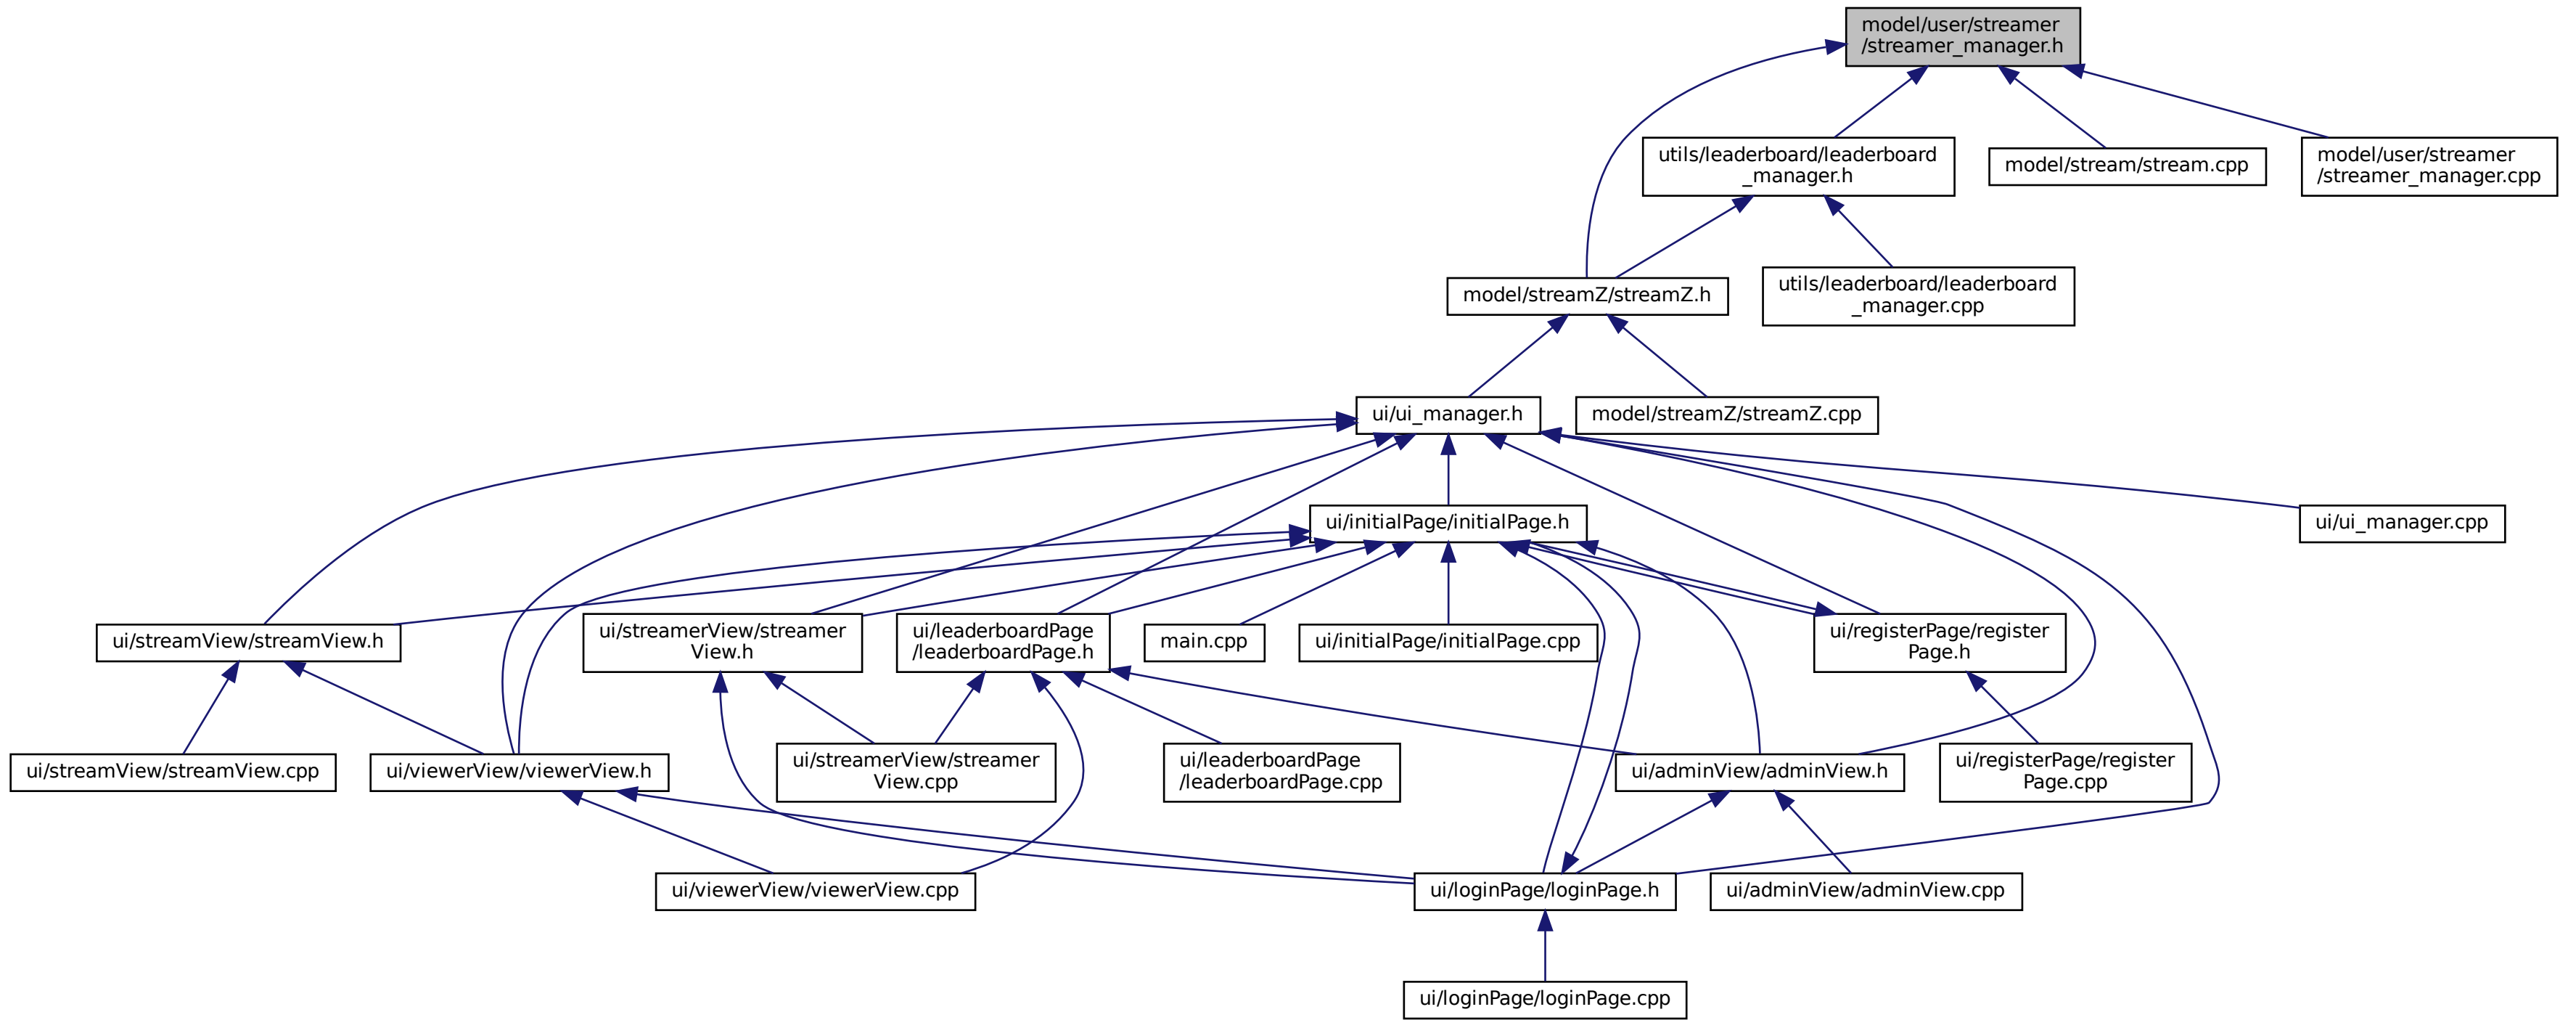 model/user/streamer
/streamer_manager.h
utils/leaderboard/leaderboard
_manager.h
model/stream/stream.cpp
model/user/streamer
/streamer_manager.cpp
model/streamZ/streamZ.h
utils/leaderboard/leaderboard
_manager.cpp
ui/ui_manager.h
model/streamZ/streamZ.cpp
ui/initialPage/initialPage.h
ui/ui_manager.cpp
ui/streamView/streamView.h
ui/streamerView/streamer
View.h
ui/leaderboardPage
/leaderboardPage.h
main.cpp
ui/initialPage/initialPage.cpp
ui/registerPage/register
Page.h
ui/streamView/streamView.cpp
ui/viewerView/viewerView.h
ui/streamerView/streamer
View.cpp
ui/leaderboardPage
/leaderboardPage.cpp
ui/adminView/adminView.h
ui/registerPage/register
Page.cpp
ui/viewerView/viewerView.cpp
ui/loginPage/loginPage.h
ui/adminView/adminView.cpp
ui/loginPage/loginPage.cpp